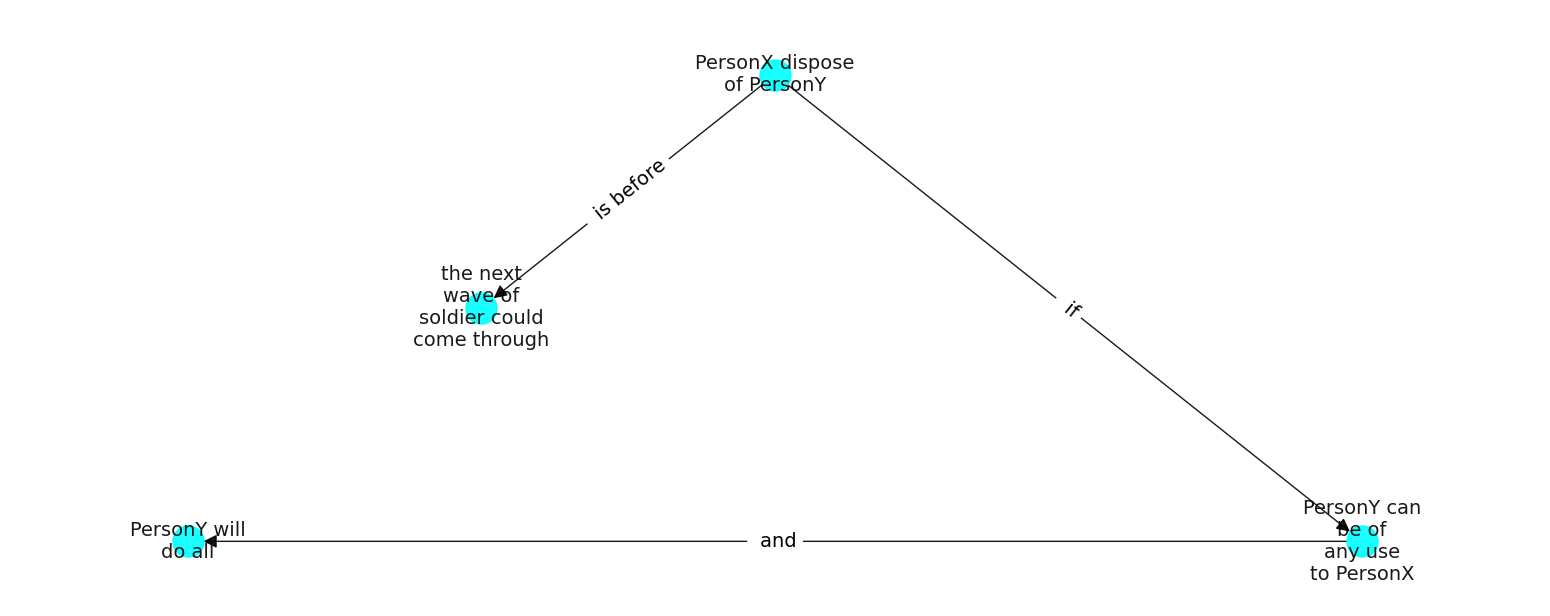 PersonX dispose
of PersonY
is before
the next
wave of
soldier could
come through
if
PersonY can
be of
any use
to PersonX
and
PersonY will
do all